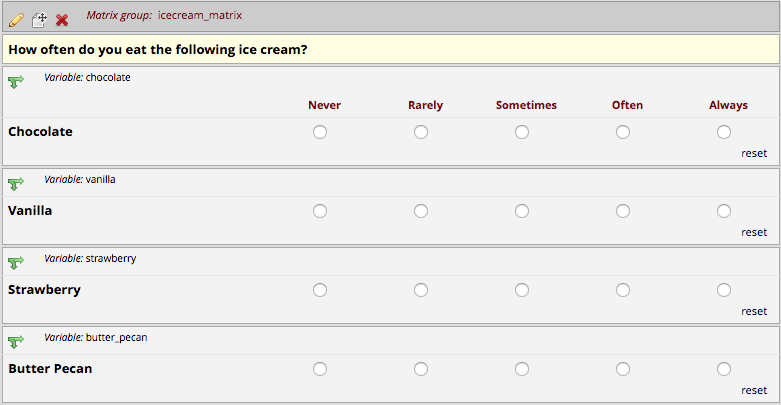 Matrix group: icecream_matrix
How often do you eat the following ice cream?
Variable: chocolate
Never Rarely Sometimes Often Always
Chocolate
reset
Variable: vanilla
Vanilla
reset
Variable: strawberry
Strawberry
reset
Variable: butter_pecan
Butter Pecan
reset